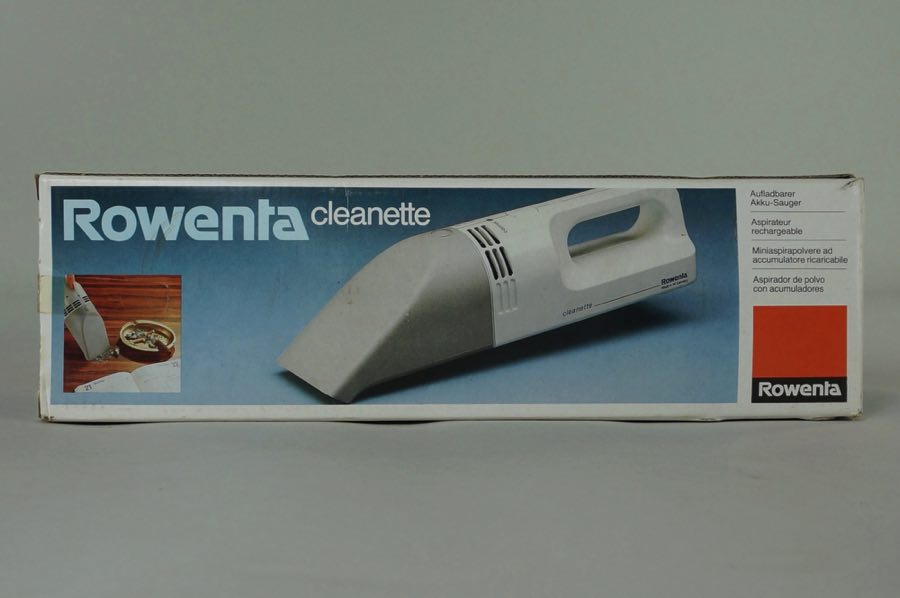 Rowenta cleanette
Aufladbarer
Akku-Sauger
Aspirateur
rechargeable
Miniaspirapolvere ad
accumulatore ricaricabile
Aspirador de polvo
con acumuladores
Rowenta
cleanette
Rowenta
21